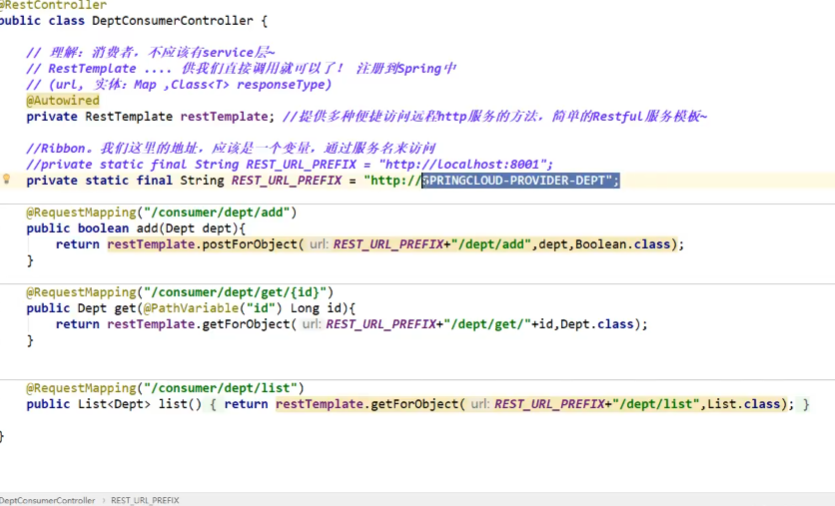 @RestController
public class DeptConsumerController {
// 理解：消费者，不应该有service层~
// RestTemplate .... 供我们直接调用就可以了！ 注册到Spring中
// (url, 实体：Map ,Class<T> responseType)
@Autowired
private RestTemplate restTemplate; //提供多种便捷访问远程http服务的方法，简单的Restful服务模板~
//Ribbon。我们这里的地址，应该是一个变量，通过服务名来访问
//private static final String REST_URL_PREFIX = "http://localhost:8001";
private static final String REST_URL_PREFIX = "http://SPRINGCLOUD-PROVIDER-DEPT";
@RequestMapping("/consumer/dept/add")
public boolean add(Dept dept){
return restTemplate.postForObject( url: REST_URL_PREFIX+"/dept/add",dept,Boolean.class);
}
@RequestMapping("/consumer/dept/get/{id}")
public Dept get(@PathVariable("id") Long id){
return restTemplate.getForObject( url: REST_URL_PREFIX+"/dept/get/"+id,Dept.class);
}
@RequestMapping("/consumer/dept/list")
public List<Dept> list() { return restTemplate.getForObject( url: REST_URL_PREFIX+"/dept/list",List.class); }
}
DeptConsumerController › REST_URL_PREFIX